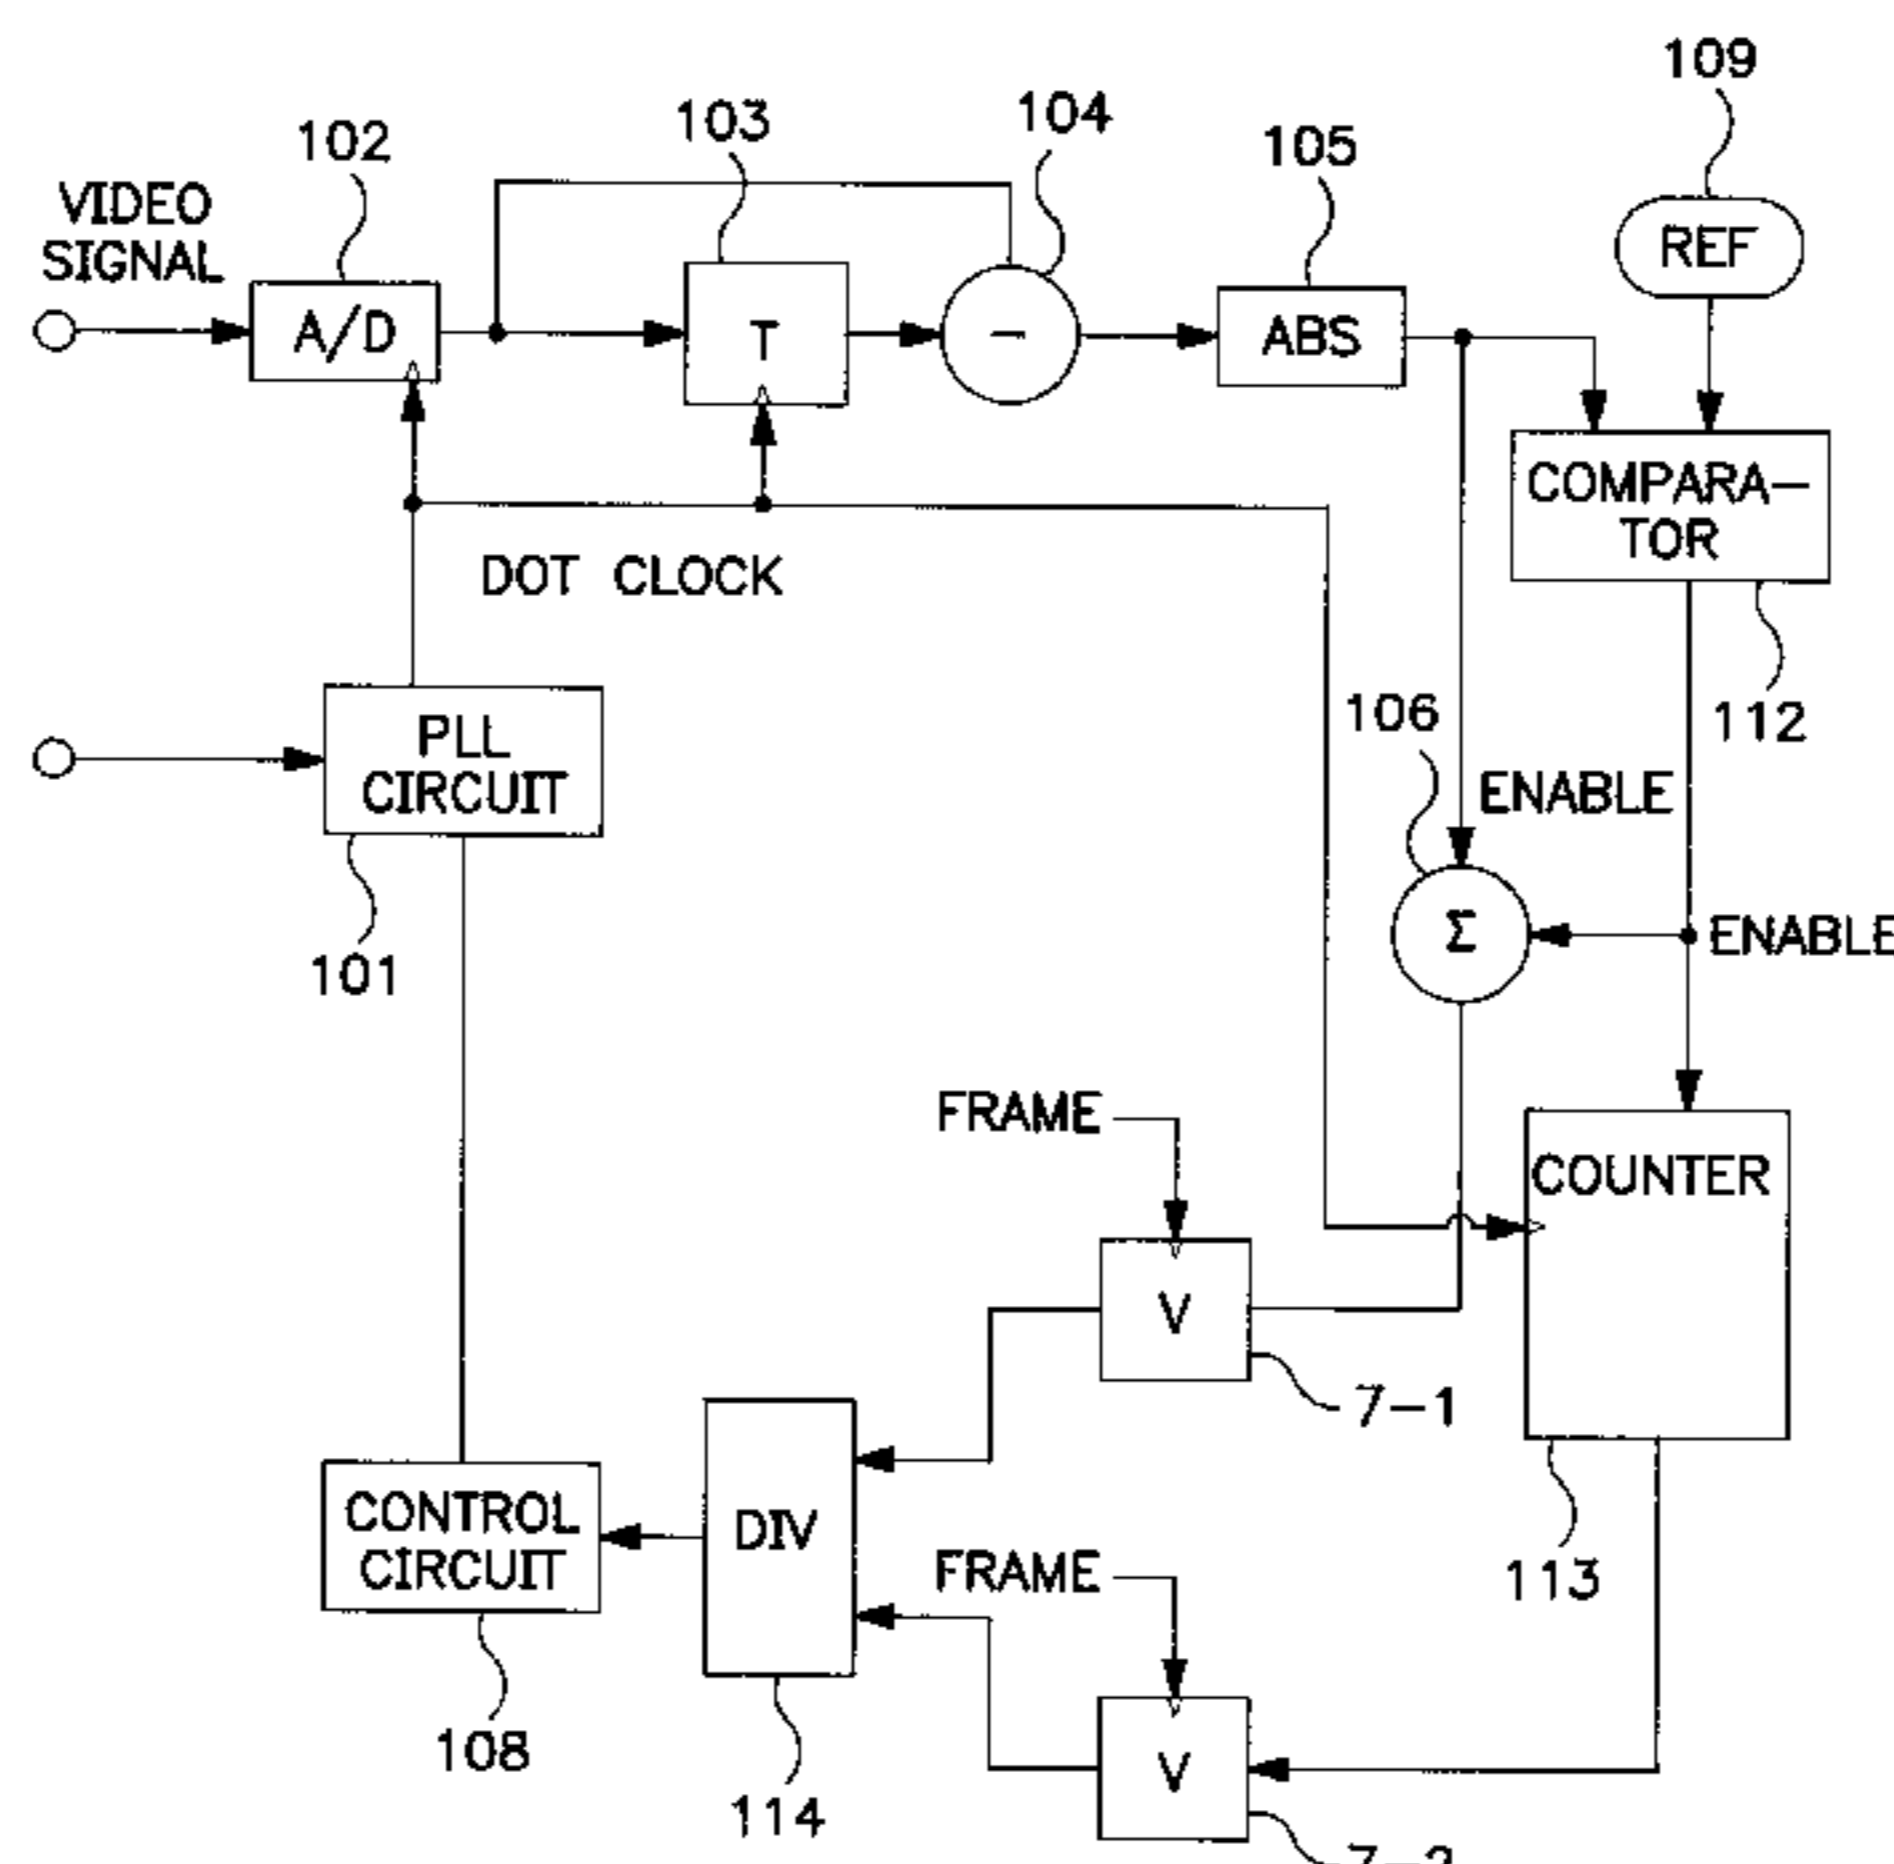 109
102
103
104
105
VIDEO
SIGNAL
REF
A/D
T
−
ABS
COMPARA−
TOR
DOT CLOCK
PLL
CIRCUIT
106
112
ENABLE
Σ
ENABLE
101
FRAME
COUNTER
V
7−1
CONTROL
CIRCUIT
DIV
FRAME
113
108
114
V